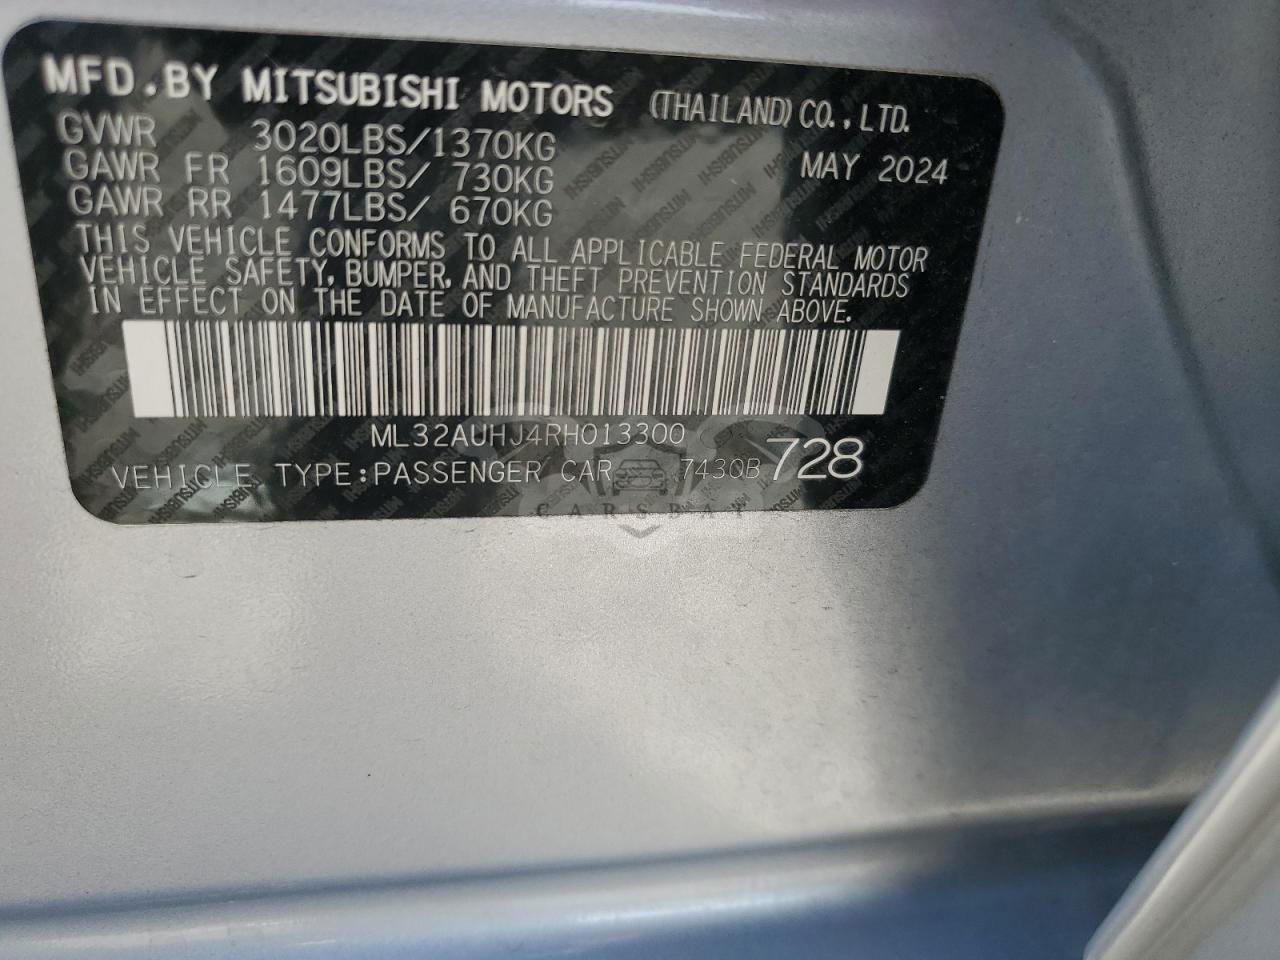 MFD.BY MITSUBISHI MOTORS (THAILAND)CO.,LTD.
GVWR 3020LBS/1370KG MAY 2024
GAWR FR 1609LBS/ 730KG
GAWR RR 1477LBS/ 670KG
THIS VEHICLE CONFORMS TO ALL APPLICABLE FEDERAL MOTOR
VEHICLE SAFETY, BUMPER, AND THEFT PREVENTION STANDARDS
IN EFFECT ON THE DATE OF MANUFACTURE SHOWN ABOVE.
ML32AUHJ4RH013300
VEHICLE TYPE:PASSENGER CAR 7430B 728